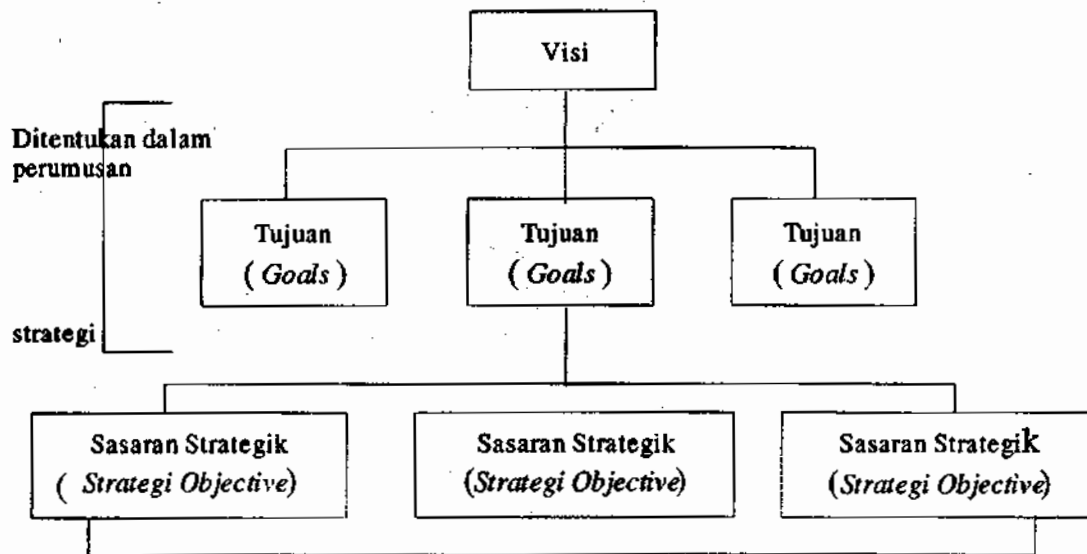 Visi
Ditentukan dalam
perumusan
Tujuan
( Goals )
Tujuan
( Goals )
Tujuan
( Goals )
strategi
Sasaran Strategik
( Strategi Objective)
Sasaran Strategik
(Strategi Objective)
Sasaran Strategik
(Strategi Objective)